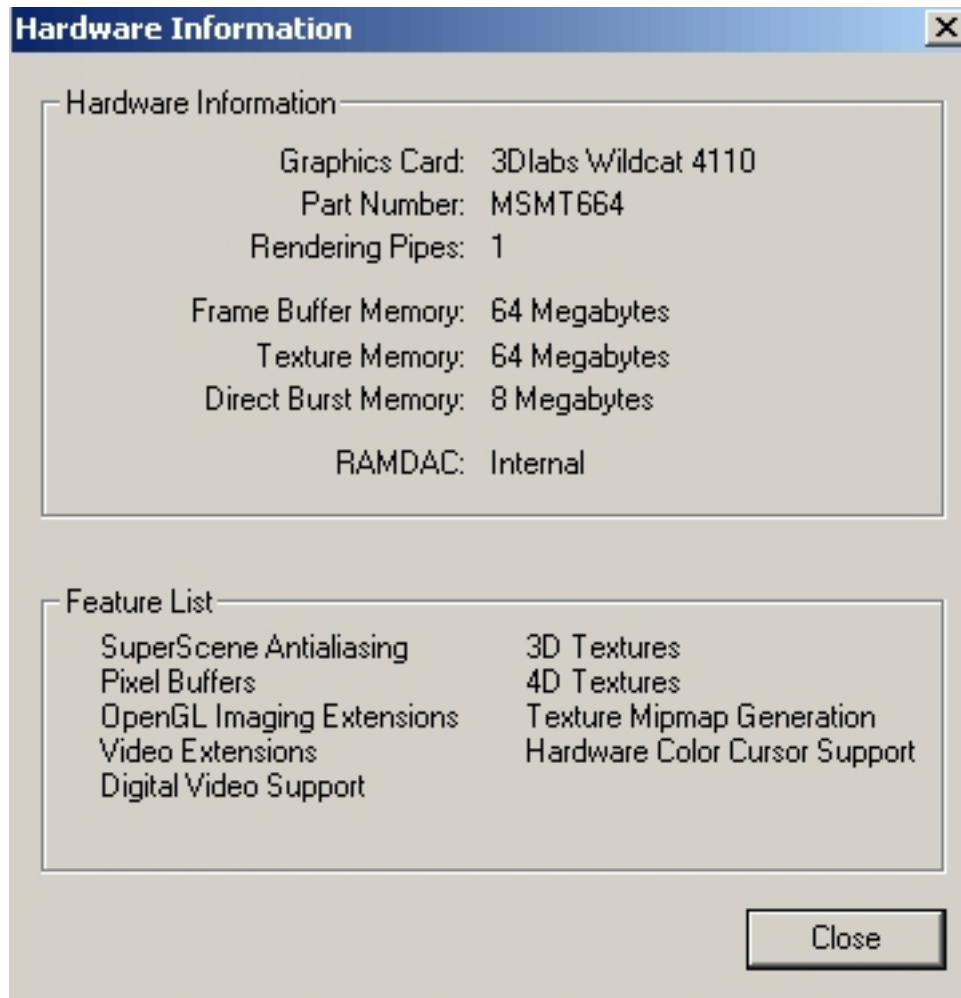 Hardware Information
Hardware Information
Graphics Card: 3Dlabs Wildcat 4110
Part Number: MSMT664
Rendering Pipes: 1
Frame Buffer Memory: 64 Megabytes
Texture Memory: 64 Megabytes
Direct Burst Memory: 8 Megabytes
RAMDAC: Internal
Feature List
SuperScene Antialiasing
Pixel Buffers
OpenGL Imaging Extensions
Video Extensions
Digital Video Support
3D Textures
4D Textures
Texture Mipmap Generation
Hardware Color Cursor Support
Close